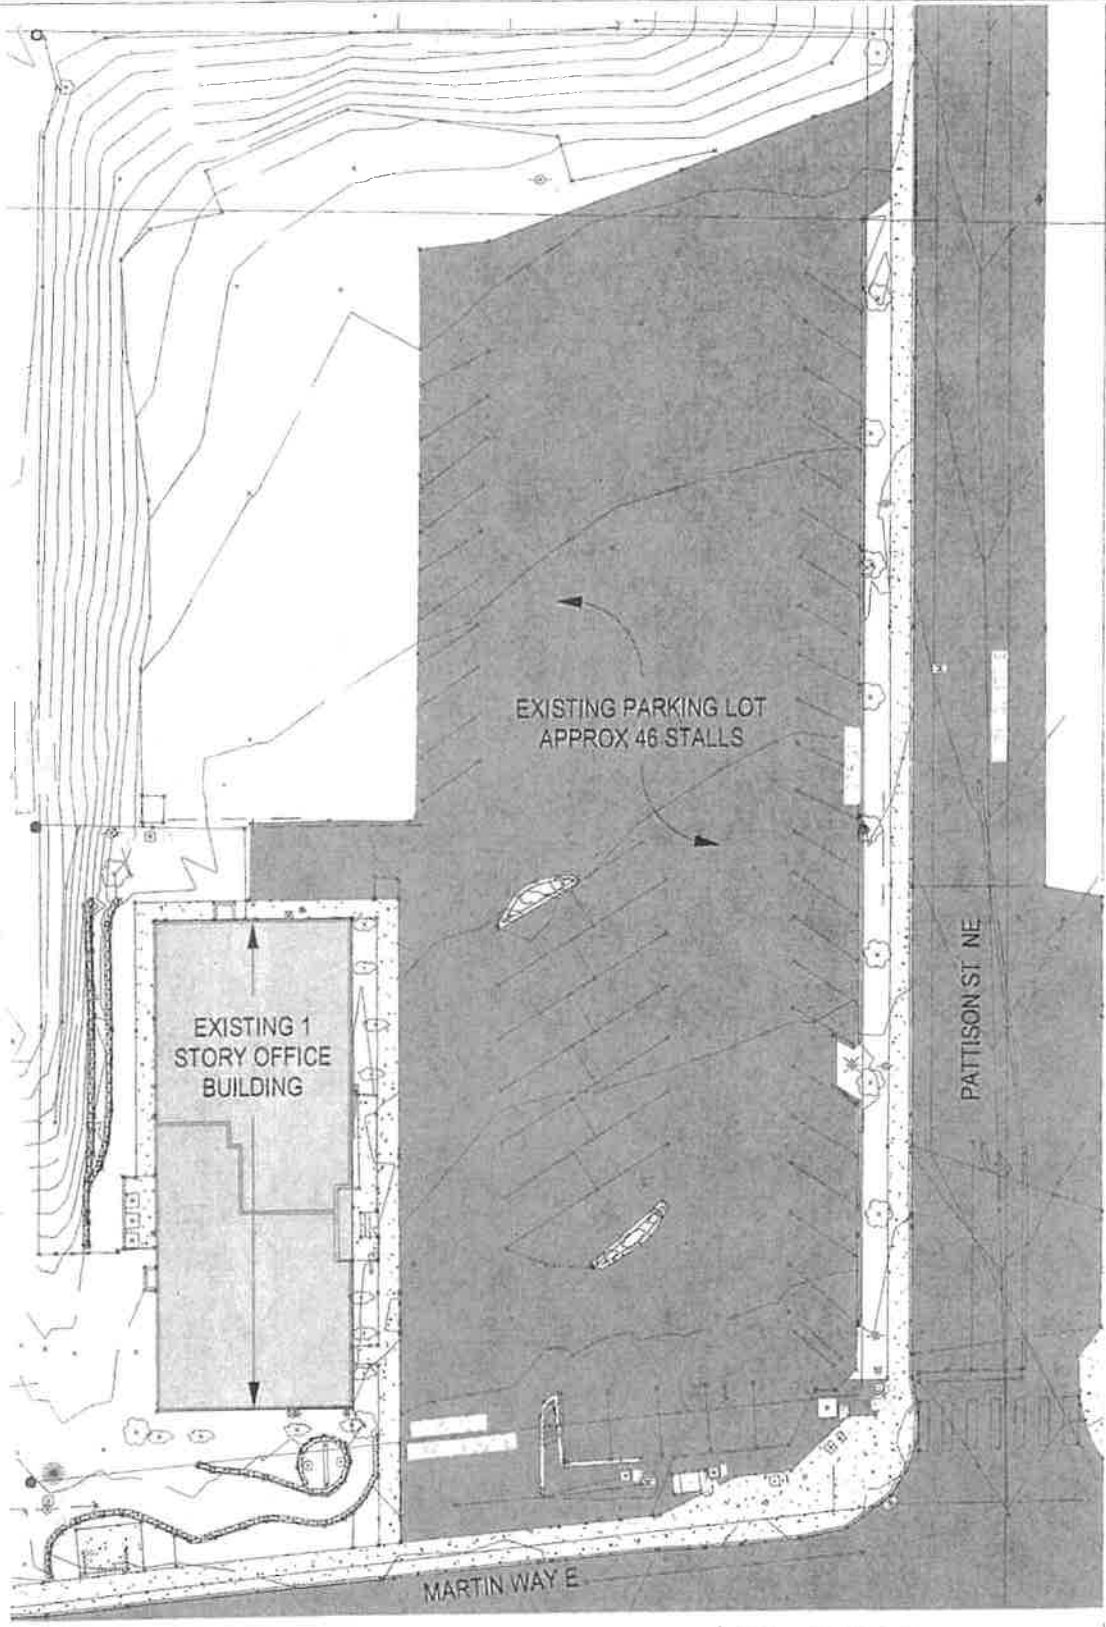 EXISTING PARKING LOT
APPROX 46 STALLS
EXISTING 1
STORY OFFICE
BUILDING
PATTISON ST NE
MARTIN WAY E